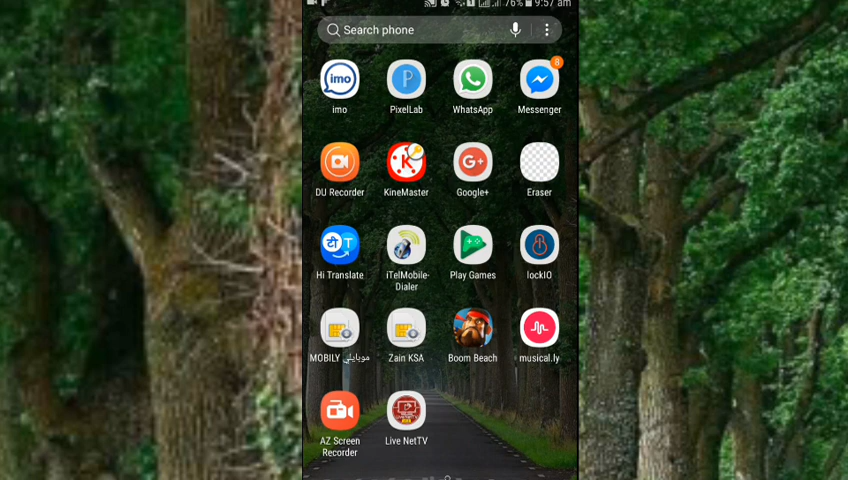 76% 9:57 am
Search phone
imo
PixelLab
WhatsApp
8
Messenger
DU Recorder
KineMaster
G+
Google+
Eraser
Hi Translate
iTelMobile-
Dialer
Play Games
lockIO
MOBILY موبايلي
Zain KSA
Boom Beach
musical.ly
AZ Screen
Recorder
Live NetTV